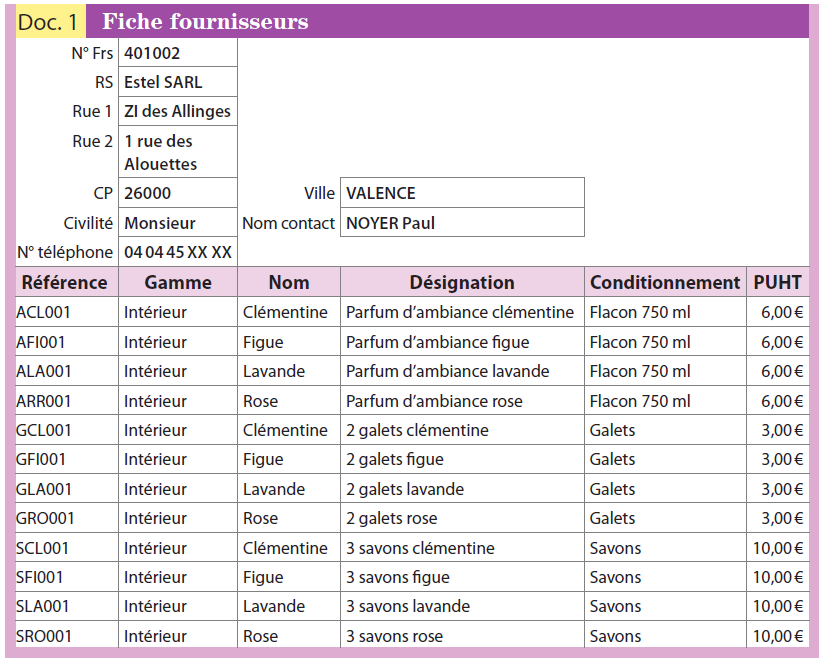 Doc. 1 Fiche fournisseurs
N° Frs 401002
RS Estel SARL
Rue 1 ZI des Allinges
Rue 2 1 rue des
Alouettes
CP 26000 Ville VALENCE
Civilité Monsieur Nom contact NOYER Paul
N° téléphone 04 04 45 XX XX
Référence Gamme Nom Désignation Conditionnement PUHT
ACL001 Intérieur Clémentine Parfum d’ambiance clémentine Flacon 750 ml 6,00 €
AFI001 Intérieur Figue Parfum d’ambiance figue Flacon 750 ml 6,00 €
ALA001 Intérieur Lavande Parfum d’ambiance lavande Flacon 750 ml 6,00 €
ARR001 Intérieur Rose Parfum d’ambiance rose Flacon 750 ml 6,00 €
GCL001 Intérieur Clémentine 2 galets clémentine Galets 3,00 €
GFI001 Intérieur Figue 2 galets figue Galets 3,00 €
GLA001 Intérieur Lavande 2 galets lavande Galets 3,00 €
GRO001 Intérieur Rose 2 galets rose Galets 3,00 €
SCL001 Intérieur Clémentine 3 savons clémentine Savons 10,00 €
SFI001 Intérieur Figue 3 savons figue Savons 10,00 €
SLA001 Intérieur Lavande 3 savons lavande Savons 10,00 €
SRO001 Intérieur Rose 3 savons rose Savons 10,00 €